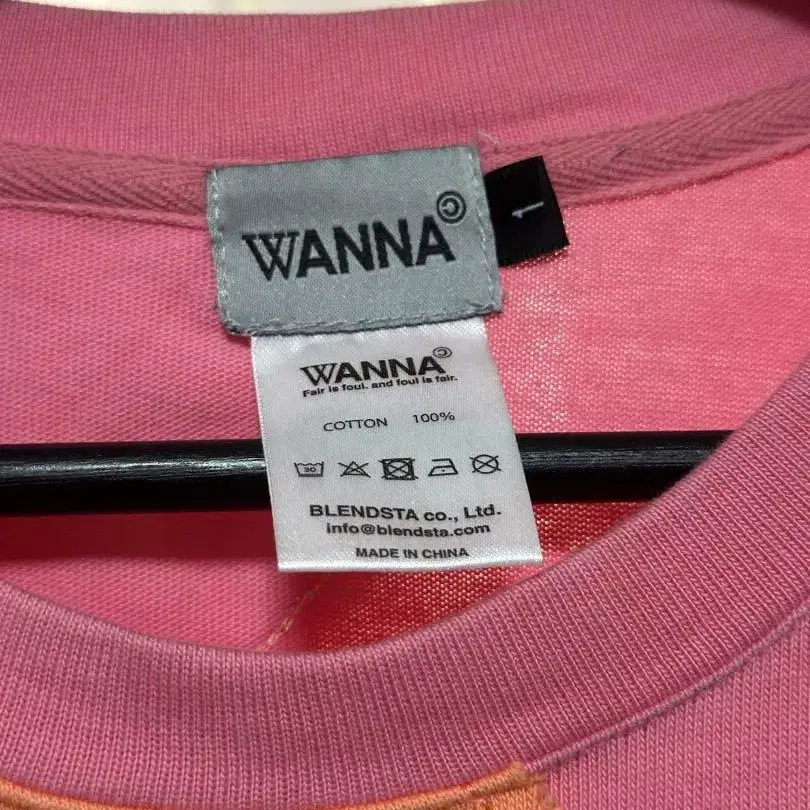 WANNA©
1
WANNA©
Fair is foul. and foul is fair.
COTTON 100%
30
BLENDSTA co., Ltd.
info@blendsta.com
MADE IN CHINA